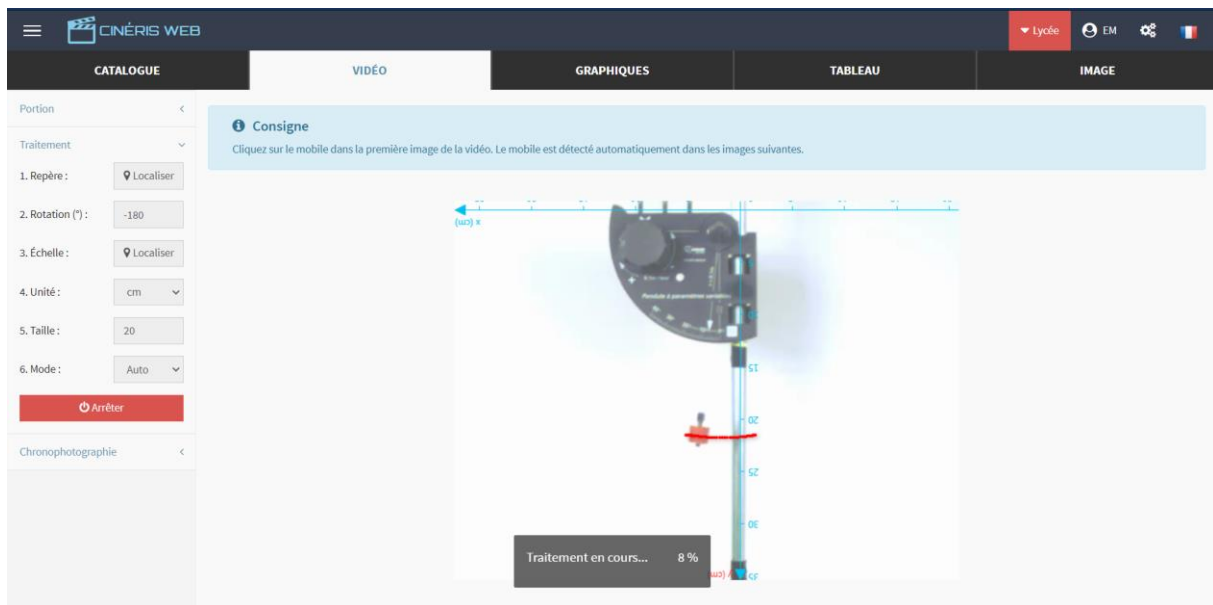 CINÉRIS WEB
Lycée
EM
CATALOGUE
VIDÉO
GRAPHIQUES
TABLEAU
IMAGE
Portion
Traitement
1. Repère :
Localiser
2. Rotation (°) :
-180
3. Échelle :
Localiser
4. Unité :
cm
5. Taille :
20
6. Mode :
Auto
Arrêter
Chronophotographie
Consigne
Cliquez sur le mobile dans la première image de la vidéo. Le mobile est détecté automatiquement dans les images suivantes.
x (cm)
Pendule à paramètres variables
15
20
25
30
35
Traitement en cours... 8 %